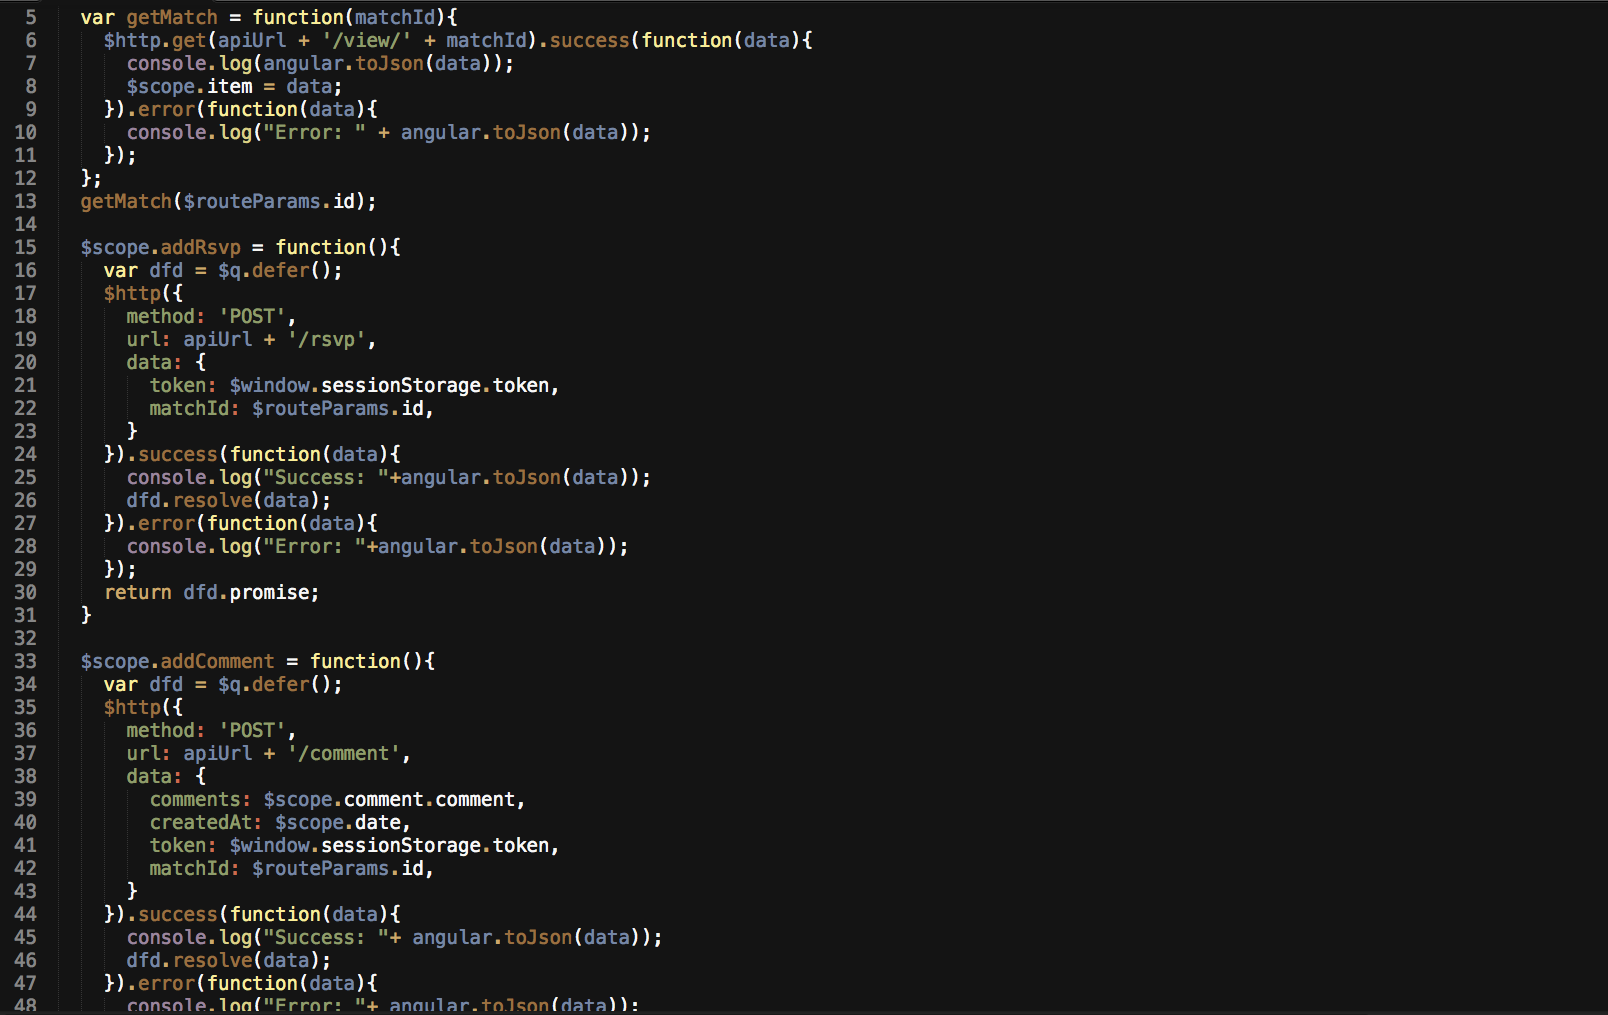 5 var getMatch = function(matchId){
6 $http.get(apiUrl + '/view/' + matchId).success(function(data){
7 console.log(angular.toJson(data));
8 $scope.item = data;
9 }).error(function(data){
10 console.log("Error: " + angular.toJson(data));
11 });
12 };
13 getMatch($routeParams.id);
14
15 $scope.addRsvp = function(){
16 var dfd = $q.defer();
17 $http({
18 method: 'POST',
19 url: apiUrl + '/rsvp',
20 data: {
21 token: $window.sessionStorage.token,
22 matchId: $routeParams.id,
23 }
24 }).success(function(data){
25 console.log("Success: "+angular.toJson(data));
26 dfd.resolve(data);
27 }).error(function(data){
28 console.log("Error: "+angular.toJson(data));
29 });
30 return dfd.promise;
31 }
32
33 $scope.addComment = function(){
34 var dfd = $q.defer();
35 $http({
36 method: 'POST',
37 url: apiUrl + '/comment',
38 data: {
39 comments: $scope.comment.comment,
40 createdAt: $scope.date,
41 token: $window.sessionStorage.token,
42 matchId: $routeParams.id,
43 }
44 }).success(function(data){
45 console.log("Success: "+ angular.toJson(data));
46 dfd.resolve(data);
47 }).error(function(data){
48 console.log("Error: "+ angular.toJson(data));